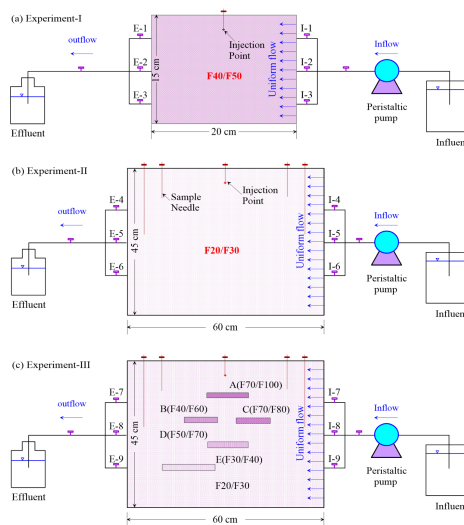 (a) Experiment-I
outflow
E-1
E-2
E-3
15 cm
Injection
Point
F40/F50
Uniform flow
I-1
I-2
I-3
Inflow
Effluent
20 cm
Peristaltic
pump
Influent
(b) Experiment-II
outflow
E-4
E-5
E-6
45 cm
Sample
Needle
Injection
Point
F20/F30
Uniform flow
I-4
I-5
I-6
Inflow
Effluent
60 cm
Peristaltic
pump
Influent
(c) Experiment-III
outflow
E-7
E-8
E-9
45 cm
A(F70/F100)
B(F40/F60)
C(F70/F80)
D(F50/F70)
E(F30/F40)
F20/F30
Uniform flow
I-7
I-8
I-9
Inflow
Effluent
60 cm
Peristaltic
pump
Influent